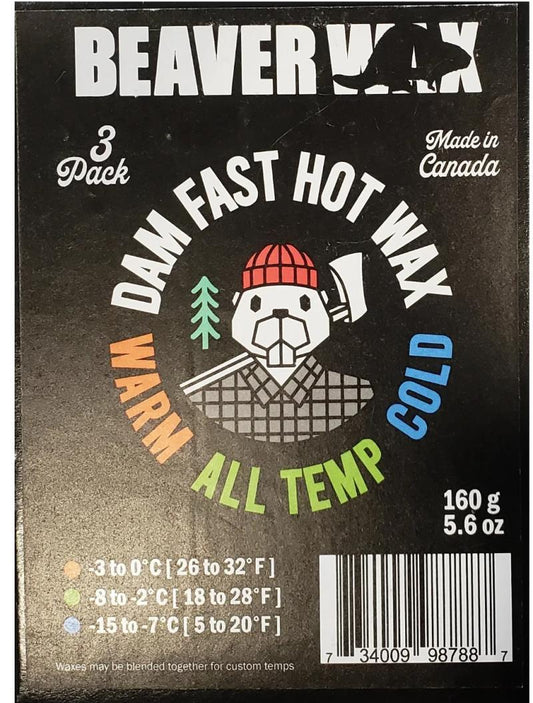 BEAVER WAX
3
Pack
Made in
Canada
DAM FAST HOT WAX
WARM
ALL TEMP
COLD
160 g
5.6 oz
-3 to 0°C [ 26 to 32°F ]
-8 to -2°C [ 18 to 28°F ]
-15 to -7°C [ 5 to 20°F ]
Waxes may be blended together for custom temps
7 34009 98788 7